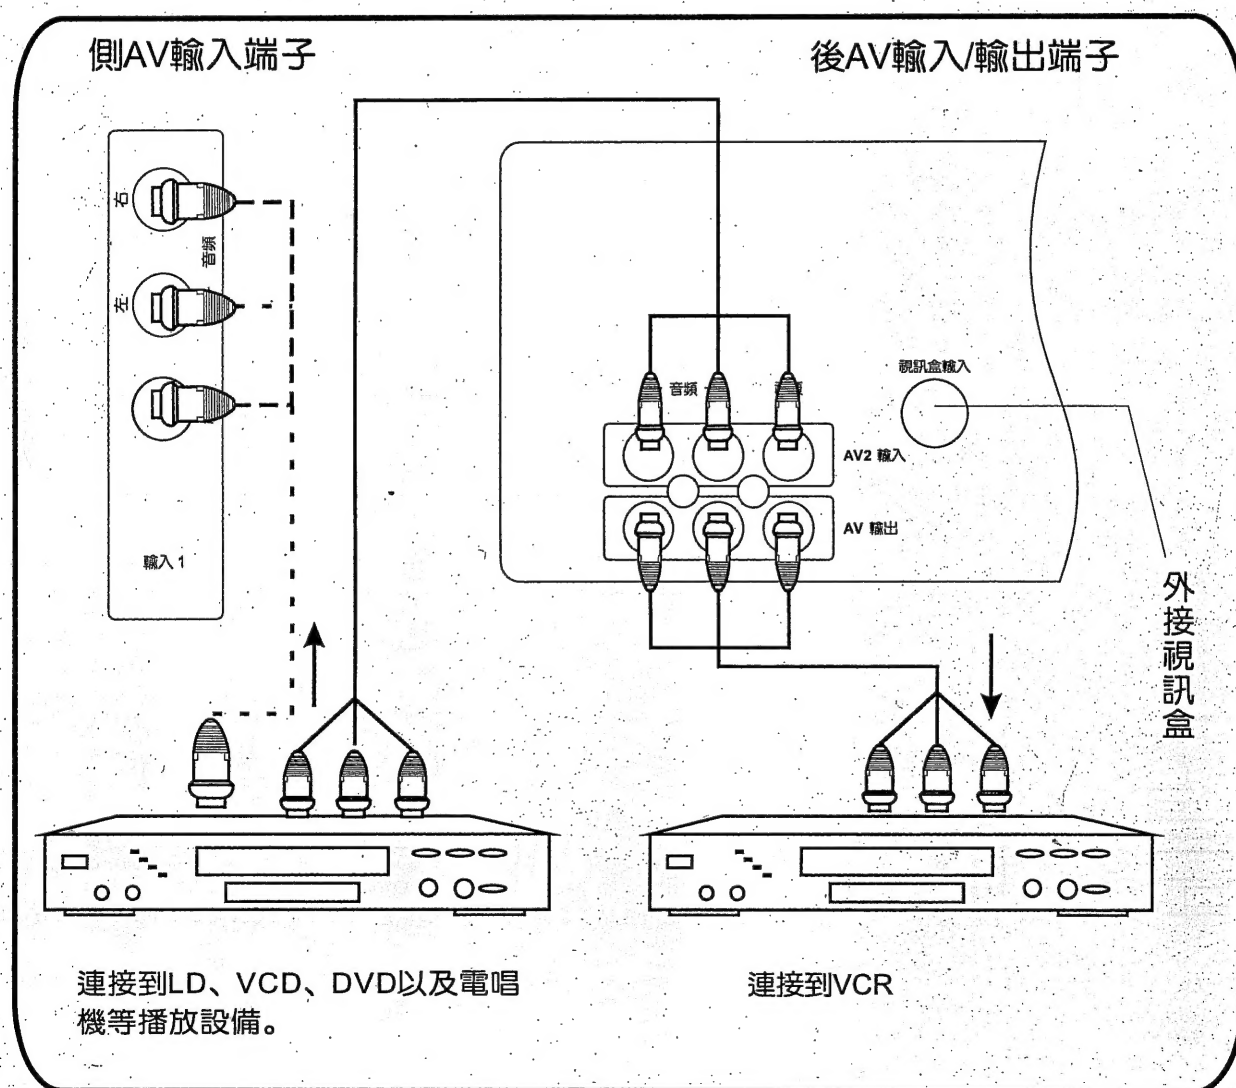 側AV輸入端子
後AV輸入/輸出端子
右
音頻
左
輸入 1
視訊盒輸入
音頻
AV2 輸入
AV 輸出
外接視訊盒
連接到LD、VCD、DVD以及電唱
機等播放設備。
連接到VCR